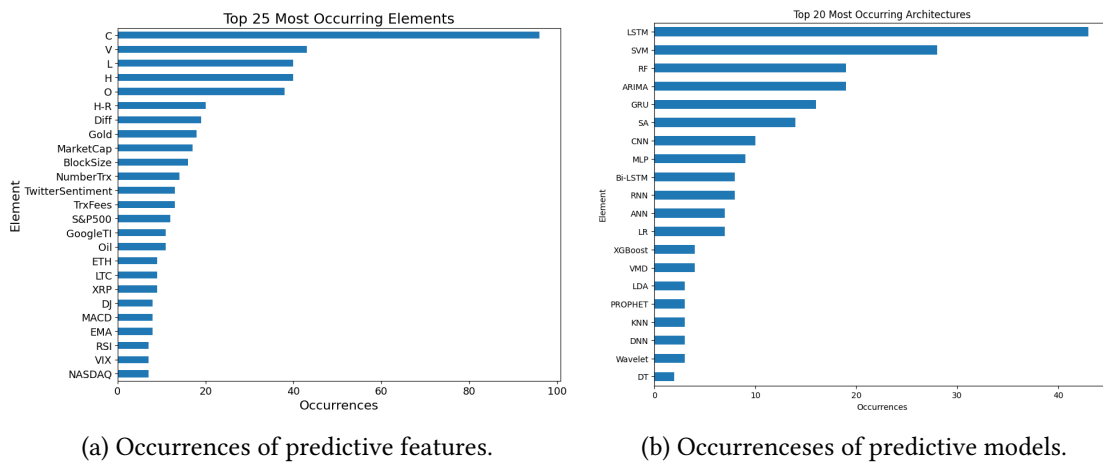 Top 25 Most Occurring Elements
Element
C
V
L
H
O
H-R
Diff
Gold
MarketCap
BlockSize
NumberTrx
TwitterSentiment
TrxFees
S&P500
GoogleTI
Oil
ETH
LTC
XRP
DJ
MACD
EMA
RSI
VIX
NASDAQ
0 20 40 60 80 100
Occurrences
(a) Occurrences of predictive features.
Top 20 Most Occurring Architectures
Element
LSTM
SVM
RF
ARIMA
GRU
SA
CNN
MLP
Bi-LSTM
RNN
ANN
LR
XGBoost
VMD
LDA
PROPHET
KNN
DNN
Wavelet
DT
0 10 20 30 40
Occurrences
(b) Occurrenceses of predictive models.